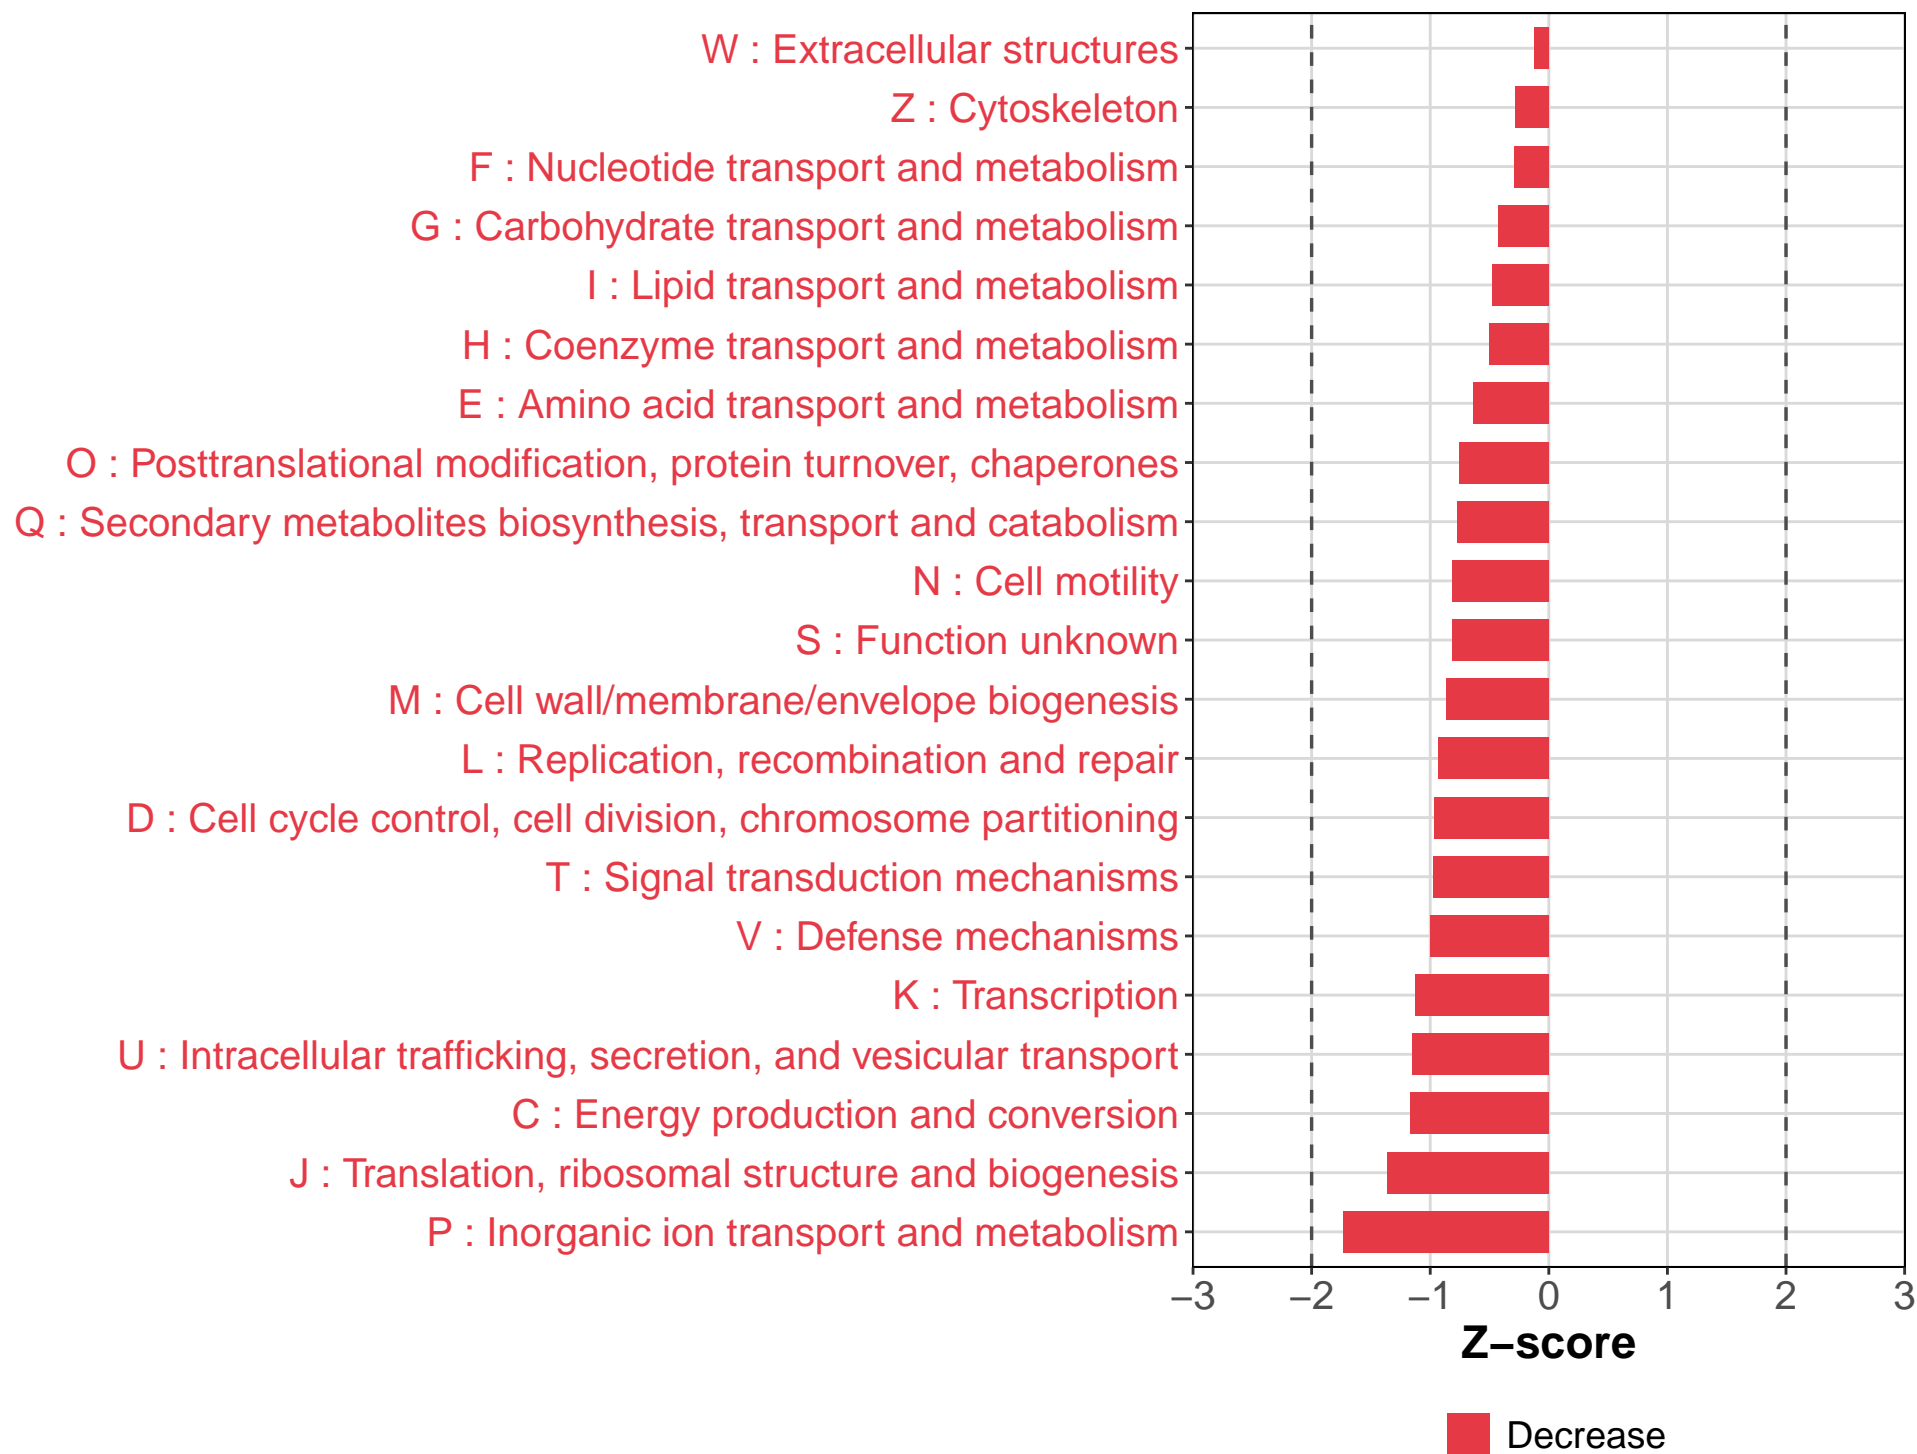 W : Extracellular structures
Z : Cytoskeleton
F : Nucleotide transport and metabolism
G : Carbohydrate transport and metabolism
I : Lipid transport and metabolism
H : Coenzyme transport and metabolism
E : Amino acid transport and metabolism
O : Posttranslational modification, protein turnover, chaperones
Q : Secondary metabolites biosynthesis, transport and catabolism
N : Cell motility
S : Function unknown
M : Cell wall/membrane/envelope biogenesis
L : Replication, recombination and repair
D : Cell cycle control, cell division, chromosome partitioning
T : Signal transduction mechanisms
V : Defense mechanisms
K : Transcription
U : Intracellular trafficking, secretion, and vesicular transport
C : Energy production and conversion
J : Translation, ribosomal structure and biogenesis
P : Inorganic ion transport and metabolism
−3 −2 −1 0 1 2 3
Z−score
Decrease